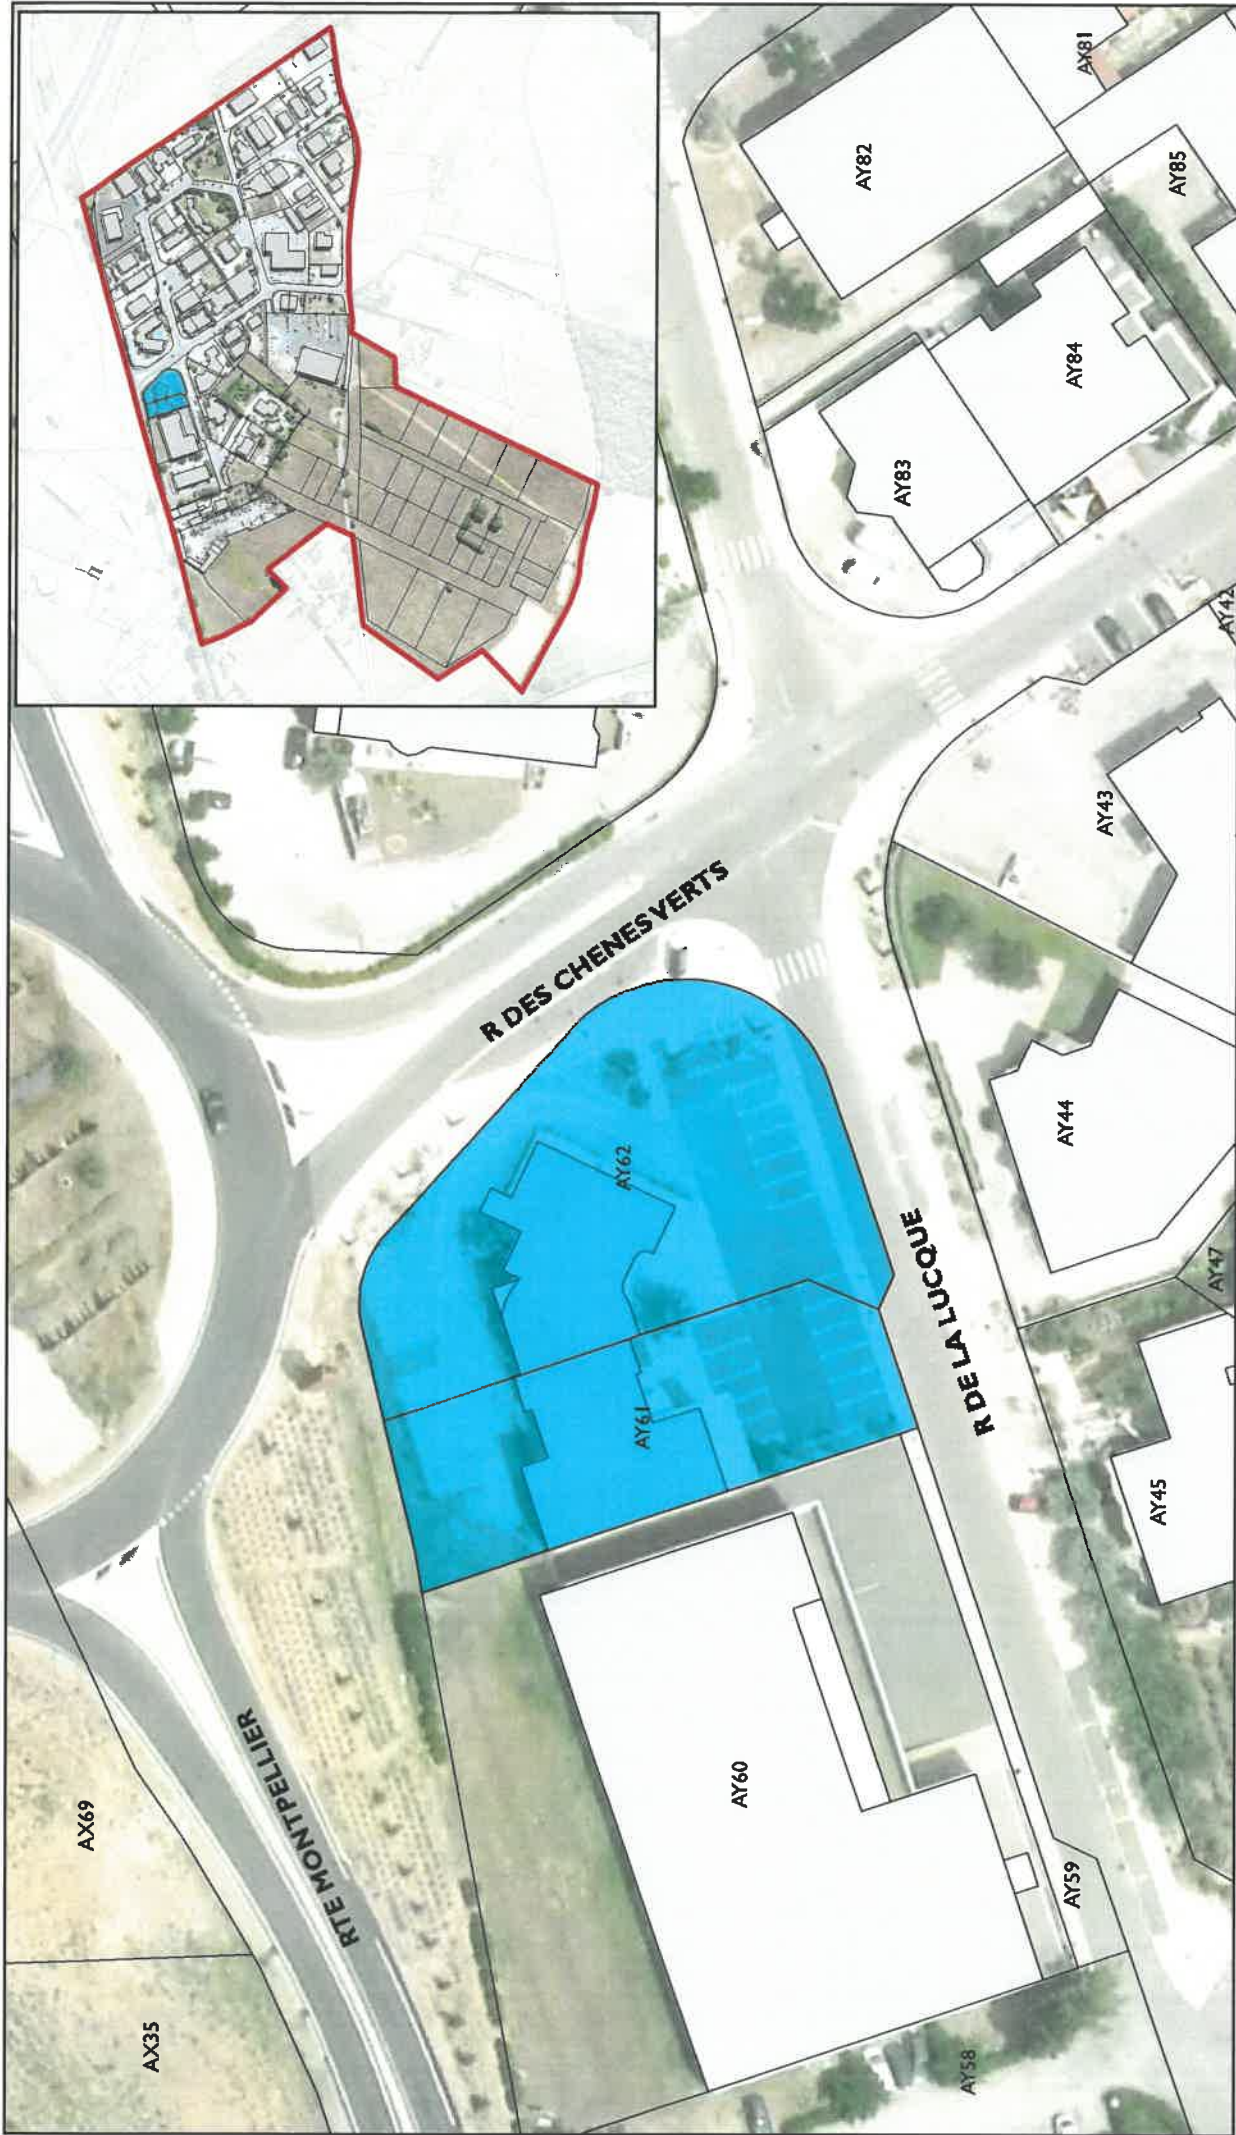 AX35
AX69
RTE MONTPELLIER
R DES CHENES VERTS
AY58
AY60
AY61
AY62
AY59
R DE LA LUCQUE
AY45
AY47
AY44
AY43
AY42
AY83
AY84
AY82
AY85
AX81